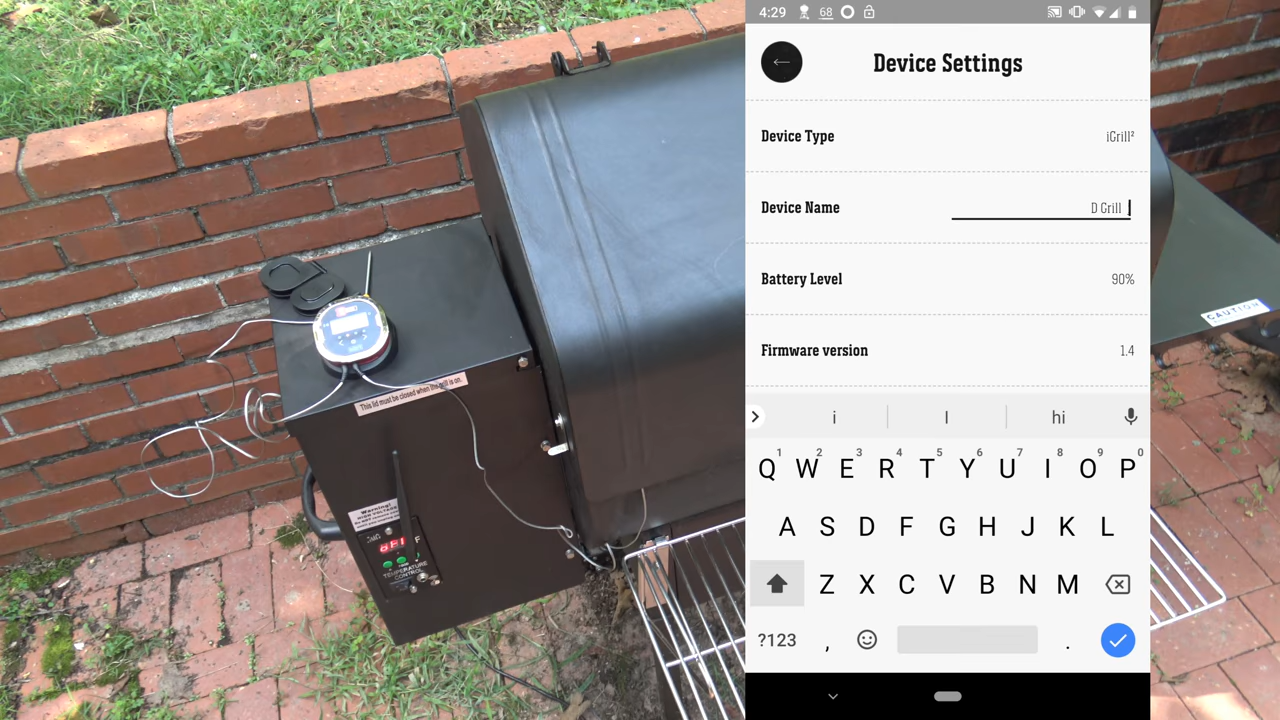 4:29 68
Device Settings
Device Type iGrill²
Device Name D Grill
Battery Level 90%
Firmware version 1.4
i I hi
1 2 3 4 5 6 7 8 9 0
Q W E R T Y U I O P
A S D F G H J K L
Z X C V B N M
?123 , .
This lid must be closed when the grill is on.
Warning!
HIGH VOLTAGE
F
TEMPERATURE
CONTROL
CAUTION